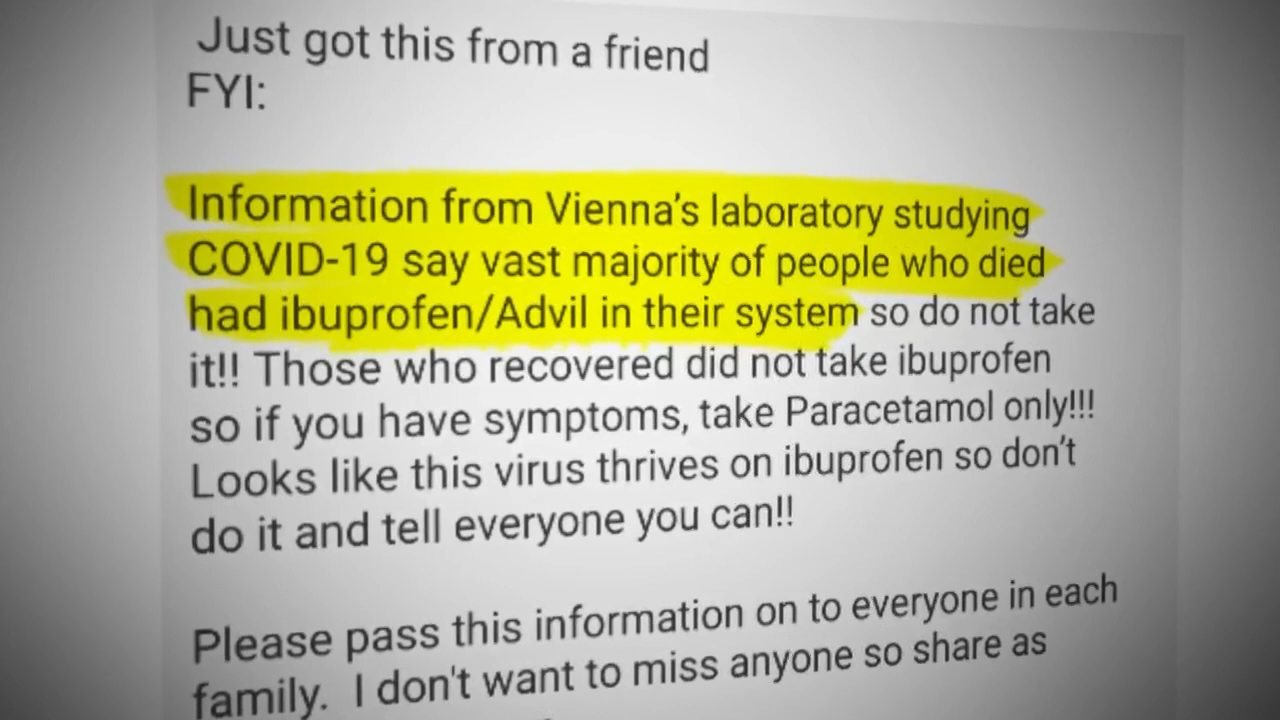 Just got this from a friend
FYI:
Information from Vienna's laboratory studying
COVID-19 say vast majority of people who died
had ibuprofen/Advil in their system so do not take
it!! Those who recovered did not take ibuprofen
so if you have symptoms, take Paracetamol only!!!
Looks like this virus thrives on ibuprofen so don't
do it and tell everyone you can!!
Please pass this information on to everyone in each
family. I don't want to miss anyone so share as